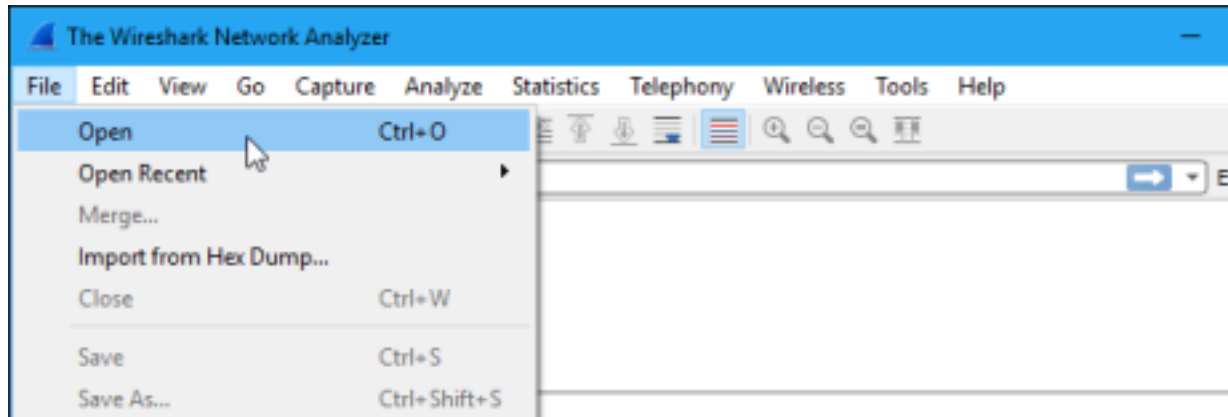 The Wireshark Network Analyzer
File Edit View Go Capture Analyze Statistics Telephony Wireless Tools Help
Open Ctrl+O
Open Recent
Merge...
Import from Hex Dump...
Close Ctrl+W
Save Ctrl+S
Save As... Ctrl+Shift+S